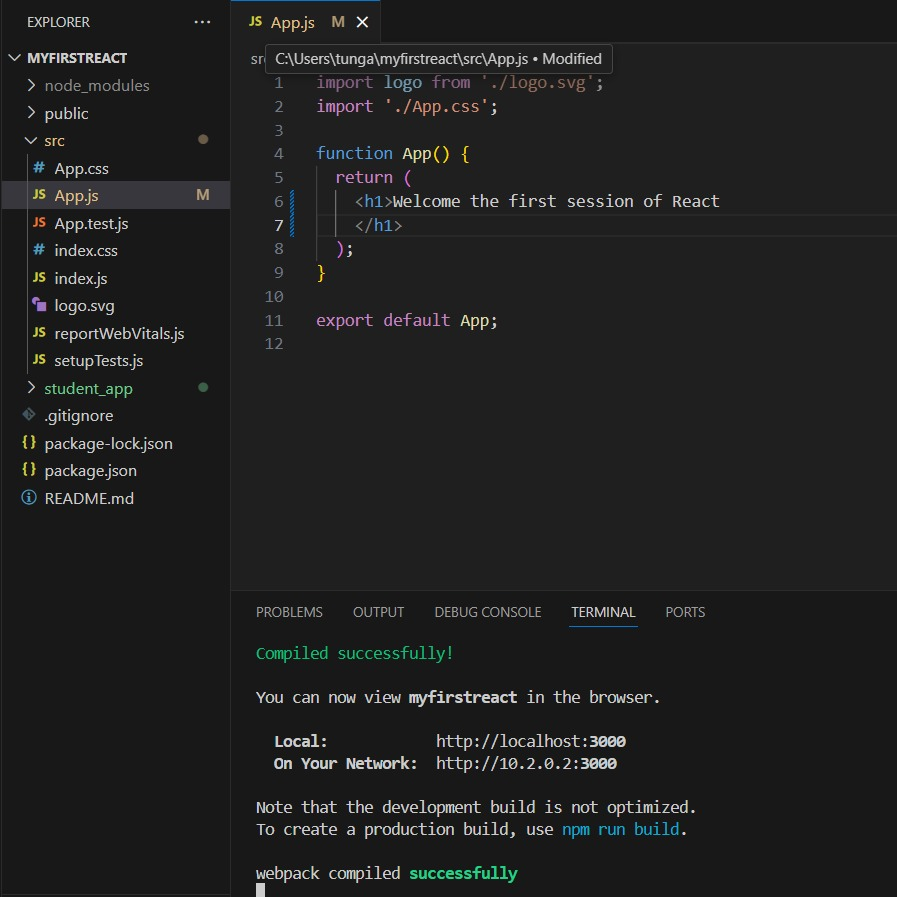 EXPLORER
MYFIRSTREACT
node_modules
public
src
# App.css
JS App.js M
JS App.test.js
# index.css
JS index.js
logo.svg
JS reportWebVitals.js
JS setupTests.js
student_app
.gitignore
{} package-lock.json
{} package.json
README.md
JS App.js M
C:\Users\tunga\myfirstreact\src\App.js • Modified
1 import logo from './logo.svg';
2 import './App.css';
3
4 function App() {
5 return (
6 <h1>Welcome the first session of React
7 </h1>
8 );
9 }
10
11 export default App;
12
PROBLEMS OUTPUT DEBUG CONSOLE TERMINAL PORTS
Compiled successfully!
You can now view myfirstreact in the browser.
Local: http://localhost:3000
On Your Network: http://10.2.0.2:3000
Note that the development build is not optimized.
To create a production build, use npm run build.
webpack compiled successfully